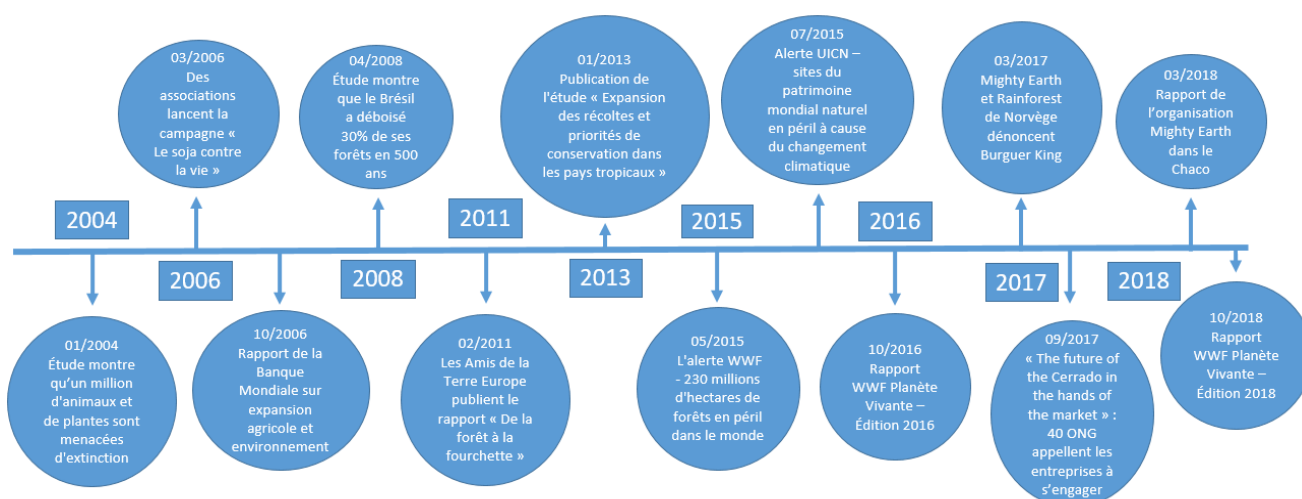 03/2006
Des
associations
lancent la
campagne «
Le soja contre
la vie »
04/2008
Étude montre
que le Brésil
a déboisé
30% de ses
forêts en 500
ans
01/2013
Publication de
l'étude « Expansion
des récoltes et
priorités de
conservation dans
les pays tropicaux »
07/2015
Alerte UICN –
sites du
patrimoine
mondial naturel
en péril à cause
du changement
climatique
03/2017
Mighty Earth
et Rainforest
de Norvège
dénoncent
Burguer King
03/2018
Rapport de
l’organisation
Mighty Earth
dans le
Chaco
2004
2011
2015
2016
2006
2008
2013
2017
2018
01/2004
Étude montre
qu’un million
d'animaux et
de plantes sont
menacées
d'extinction
10/2006
Rapport de la
Banque
Mondiale sur
expansion
agricole et
environnement
02/2011
Les Amis de la
Terre Europe
publient le
rapport « De la
forêt à la
fourchette »
05/2015
L'alerte WWF
- 230 millions
d'hectares de
forêts en péril
dans le monde
10/2016
Rapport
WWF Planète
Vivante –
Édition 2016
09/2017
« The future of
the Cerrado in
the hands of
the market » :
40 ONG
appellent les
entreprises à
s’engager
10/2018
Rapport
WWF Planète
Vivante –
Édition 2018